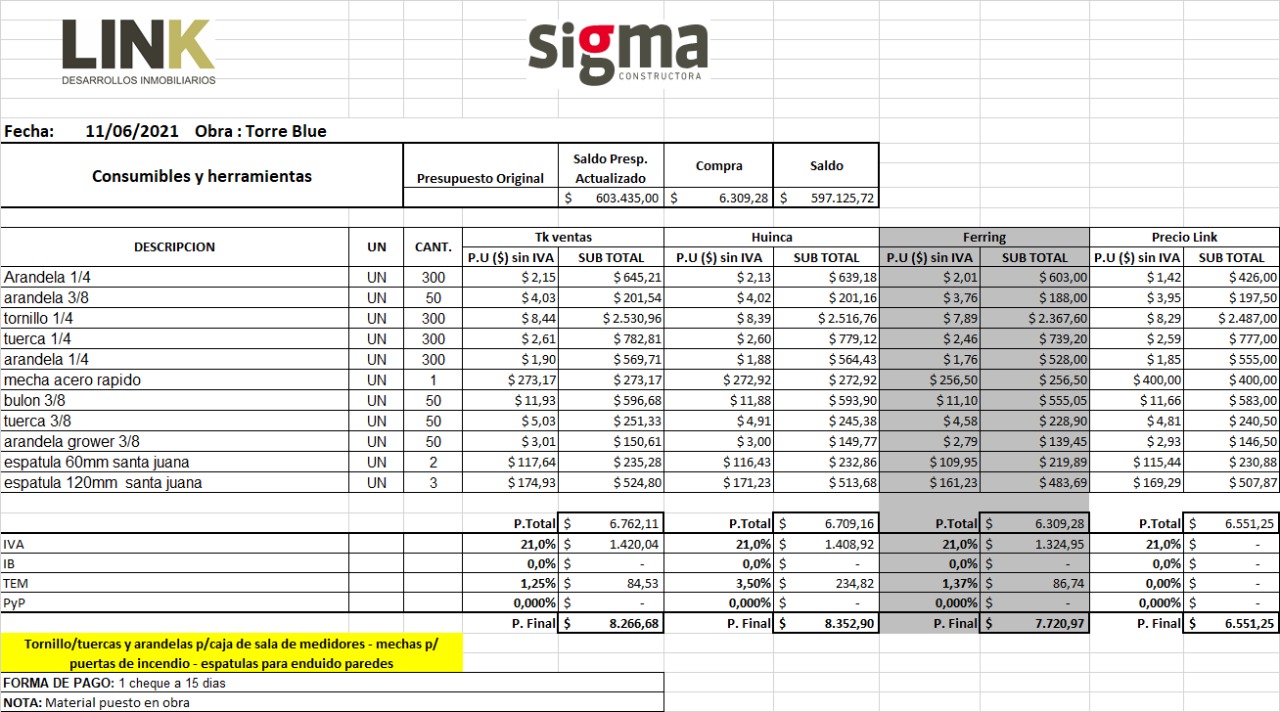 LINK
DESARROLLOS INMOBILIARIOS
sigma
CONSTRUCTORA
Fecha: 11/06/2021 Obra : Torre Blue
Consumibles y herramientas Presupuesto Original Saldo Presp. Actualizado Compra Saldo
$ 603.435,00 $ 6.309,28 $ 597.125,72
DESCRIPCION UN CANT. Tk ventas Huinca Ferring Precio Link
P.U ($) sin IVA SUB TOTAL P.U ($) sin IVA SUB TOTAL P.U ($) sin IVA SUB TOTAL P.U ($) sin IVA SUB TOTAL
Arandela 1/4 UN 300 $ 2,15 $ 645,21 $ 2,13 $ 639,18 $ 2,01 $ 603,00 $ 1,42 $ 426,00
arandela 3/8 UN 50 $ 4,03 $ 201,54 $ 4,02 $ 201,16 $ 3,76 $ 188,00 $ 3,95 $ 197,50
tornillo 1/4 UN 300 $ 8,44 $ 2.530,96 $ 8,39 $ 2.516,76 $ 7,89 $ 2.367,60 $ 8,29 $ 2.487,00
tuerca 1/4 UN 300 $ 2,61 $ 782,81 $ 2,60 $ 779,12 $ 2,46 $ 739,20 $ 2,59 $ 777,00
arandela 1/4 UN 300 $ 1,90 $ 569,71 $ 1,88 $ 564,43 $ 1,76 $ 528,00 $ 1,85 $ 555,00
mecha acero rapido UN 1 $ 273,17 $ 273,17 $ 272,92 $ 272,92 $ 256,50 $ 256,50 $ 400,00 $ 400,00
bulon 3/8 UN 50 $ 11,93 $ 596,68 $ 11,88 $ 593,90 $ 11,10 $ 555,05 $ 11,66 $ 583,00
tuerca 3/8 UN 50 $ 5,03 $ 251,33 $ 4,91 $ 245,38 $ 4,58 $ 228,90 $ 4,81 $ 240,50
arandela grower 3/8 UN 50 $ 3,01 $ 150,61 $ 3,00 $ 149,77 $ 2,79 $ 139,45 $ 2,93 $ 146,50
espatula 60mm santa juana UN 2 $ 117,64 $ 235,28 $ 116,43 $ 232,86 $ 109,95 $ 219,89 $ 115,44 $ 230,88
espatula 120mm santa juana UN 3 $ 174,93 $ 524,80 $ 171,23 $ 513,68 $ 161,23 $ 483,69 $ 169,29 $ 507,87
P.Total $ 6.762,11 P.Total $ 6.709,16 P.Total $ 6.309,28 P.Total $ 6.551,25
IVA 21,0% $ 1.420,04 21,0% $ 1.408,92 21,0% $ 1.324,95 21,0% $ -
IB 0,0% $ - 0,0% $ - 0,0% $ - 0,0% $ -
TEM 1,25% $ 84,53 3,50% $ 234,82 1,37% $ 86,74 0,00% $ -
PyP 0,000% $ - 0,000% $ - 0,000% $ - 0,000% $ -
P. Final $ 8.266,68 P. Final $ 8.352,90 P. Final $ 7.720,97 P. Final $ 6.551,25
Tornillo/tuercas y arandelas p/caja de sala de medidores - mechas p/
puertas de incendio - espatulas para enduido paredes
FORMA DE PAGO: 1 cheque a 15 dias
NOTA: Material puesto en obra